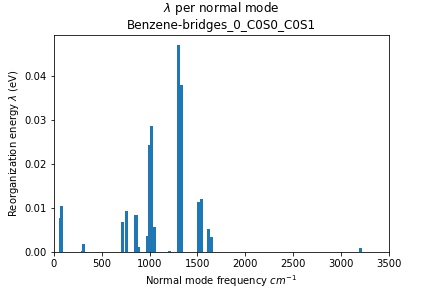 λ per normal mode
Benzene-bridges_0_C0S0_C0S1
Reorganization energy λ (eV)
0.04
0.03
0.02
0.01
0.00
0 500 1000 1500 2000 2500 3000 3500
Normal mode frequency cm⁻¹